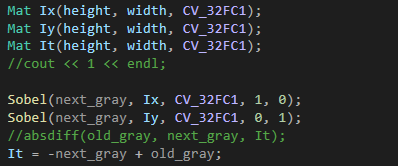 Mat Ix(height, width, CV_32FC1);
Mat Iy(height, width, CV_32FC1);
Mat It(height, width, CV_32FC1);
//cout << 1 << endl;
Sobel(next_gray, Ix, CV_32FC1, 1, 0);
Sobel(next_gray, Iy, CV_32FC1, 0, 1);
//absdiff(old_gray, next_gray, It);
It = -next_gray + old_gray;